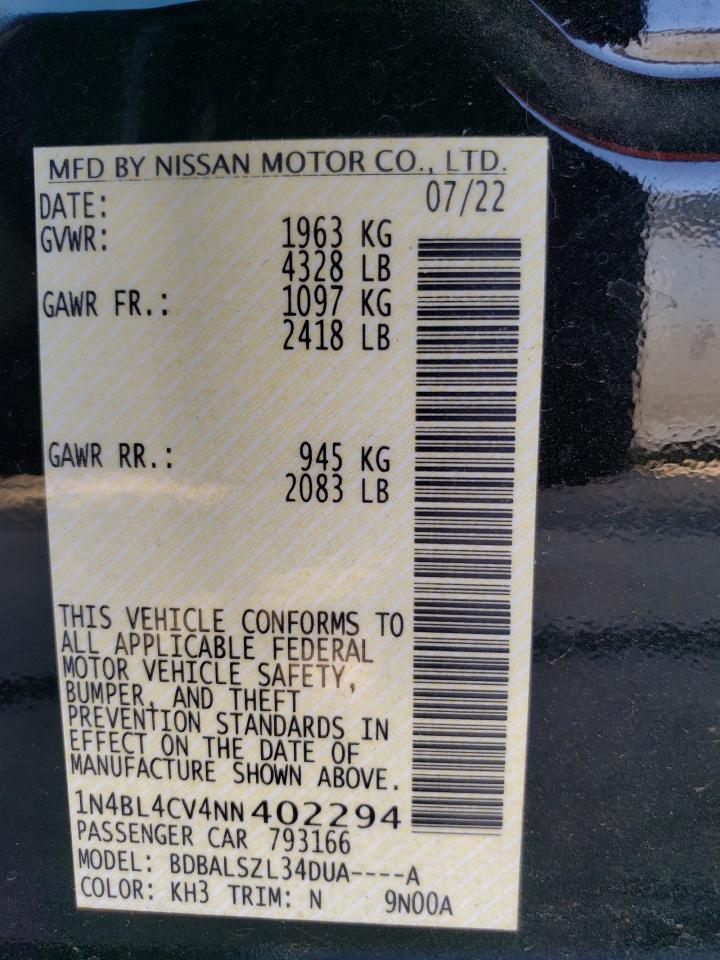 MFD BY NISSAN MOTOR CO., LTD.
DATE: 07/22
GVWR: 1963 KG
4328 LB
GAWR FR.: 1097 KG
2418 LB
GAWR RR.: 945 KG
2083 LB
THIS VEHICLE CONFORMS TO
ALL APPLICABLE FEDERAL
MOTOR VEHICLE SAFETY,
BUMPER, AND THEFT
PREVENTION STANDARDS IN
EFFECT ON THE DATE OF
MANUFACTURE SHOWN ABOVE.
1N4BL4CV4NN402294
PASSENGER CAR 793166
MODEL: BDBALSZL34DUA----A
COLOR: KH3 TRIM: N 9N00A